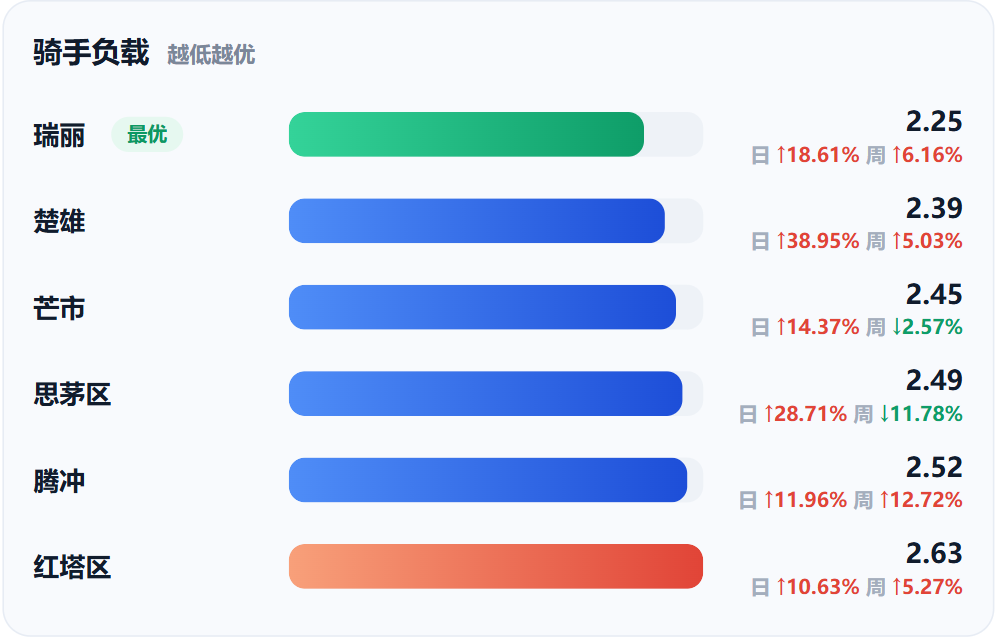 骑手负载 越低越优
瑞丽 最优 2.25
日 ↑18.61% 周 ↑6.16%
楚雄 2.39
日 ↑38.95% 周 ↑5.03%
芒市 2.45
日 ↑14.37% 周 ↓2.57%
思茅区 2.49
日 ↑28.71% 周 ↓11.78%
腾冲 2.52
日 ↑11.96% 周 ↑12.72%
红塔区 2.63
日 ↑10.63% 周 ↑5.27%